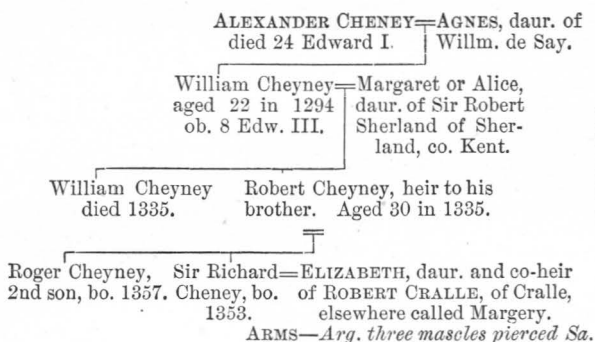 ALEXANDER CHENEY=AGNES, daur. of
died 24 Edward I. Willm. de Say.
William Cheyney=Margaret or Alice,
aged 22 in 1294 daur. of Sir Robert
ob. 8 Edw. III. Sherland of Sher-
land, co. Kent.
William Cheyney Robert Cheyney, heir to his
died 1335. brother. Aged 30 in 1335.
Roger Cheyney, Sir Richard=ELIZABETH, daur. and co-heir
2nd son, bo. 1357. Cheney, bo. of ROBERT CRALLE, of Cralle,
1353. elsewhere called Margery.
ARMS—Arg. three mascles pierced Sa.